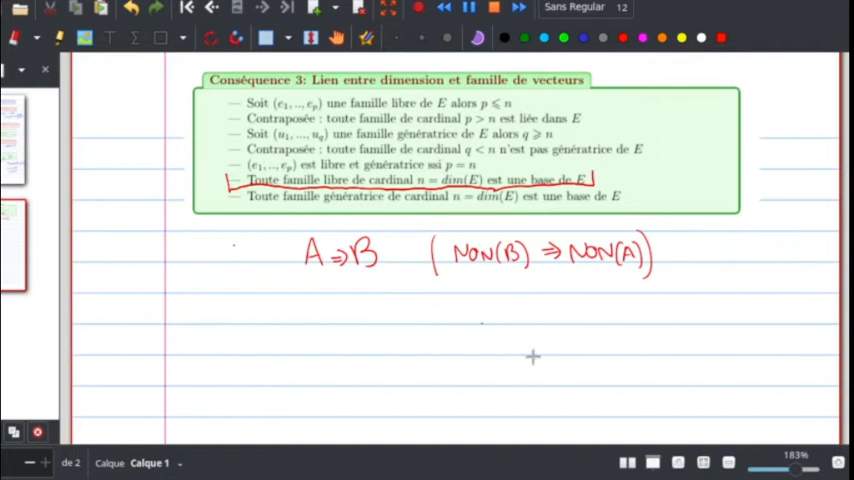 Sans Regular 12
Conséquence 3: Lien entre dimension et famille de vecteurs
— Soit (e₁,..,eₚ) une famille libre de E alors p ⩽ n
— Contraposée : toute famille de cardinal p > n est liée dans E
— Soit (u₁,...,u_q) une famille génératrice de E alors q ⩾ n
— Contraposée : toute famille de cardinal q < n n'est pas génératrice de E
— (e₁,..,eₚ) est libre et génératrice ssi p = n
— Toute famille libre de cardinal n = dim(E) est une base de E
— Toute famille génératrice de cardinal n = dim(E) est une base de E
A ⇒ B (NON(B) ⇒ NON(A))
de 2 Calque Calque 1 183%